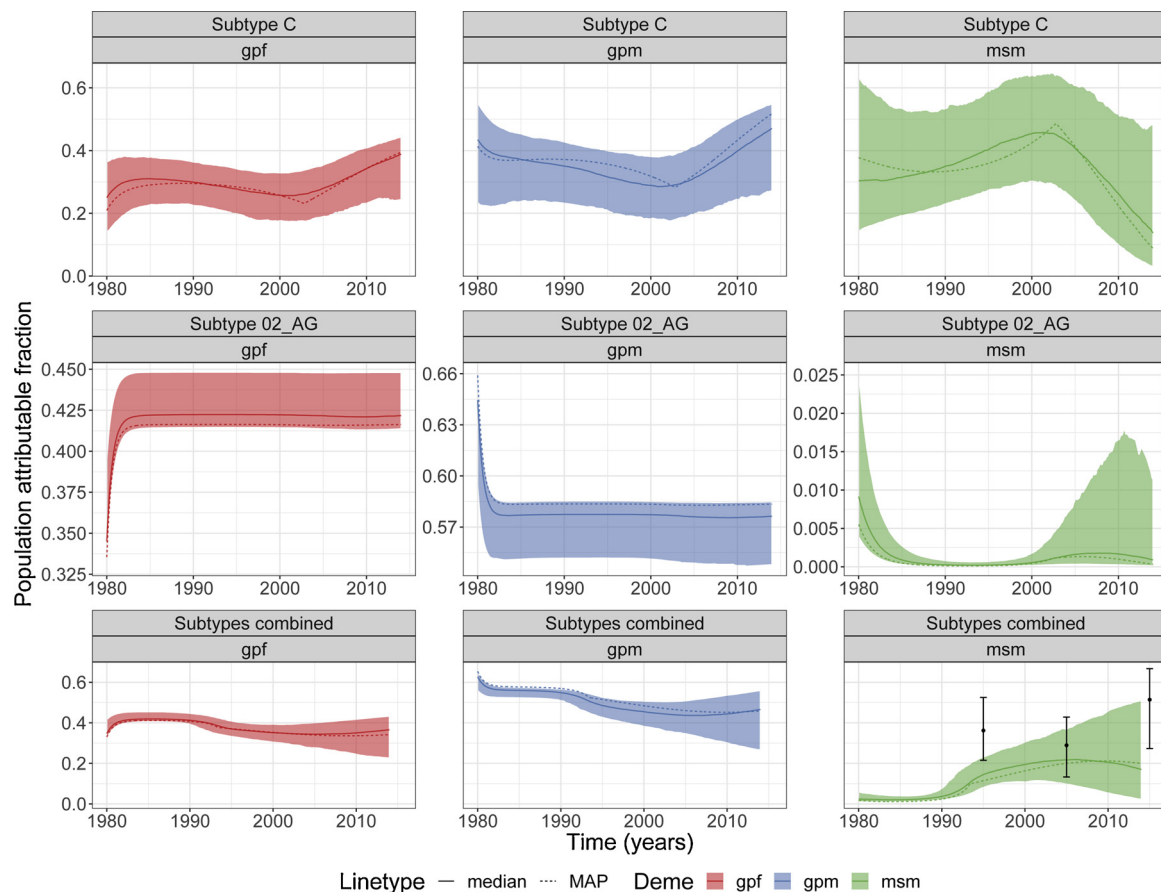 Subtype C
Subtype C
Subtype C
gpf
gpm
msm
0.6
0.4
0.2
0.0
1980 1990 2000 2010
1980 1990 2000 2010
1980 1990 2000 2010
Population attributable fraction
Subtype 02_AG
Subtype 02_AG
Subtype 02_AG
gpf
gpm
msm
0.450
0.425
0.400
0.375
0.350
0.325
0.66
0.63
0.60
0.57
0.025
0.020
0.015
0.010
0.005
0.000
1980 1990 2000 2010
1980 1990 2000 2010
1980 1990 2000 2010
Subtypes combined
Subtypes combined
Subtypes combined
gpf
gpm
msm
0.6
0.4
0.2
0.0
1980 1990 2000 2010
1980 1990 2000 2010
1980 1990 2000 2010
Time (years)
Linetype median MAP Deme gpf gpm msm